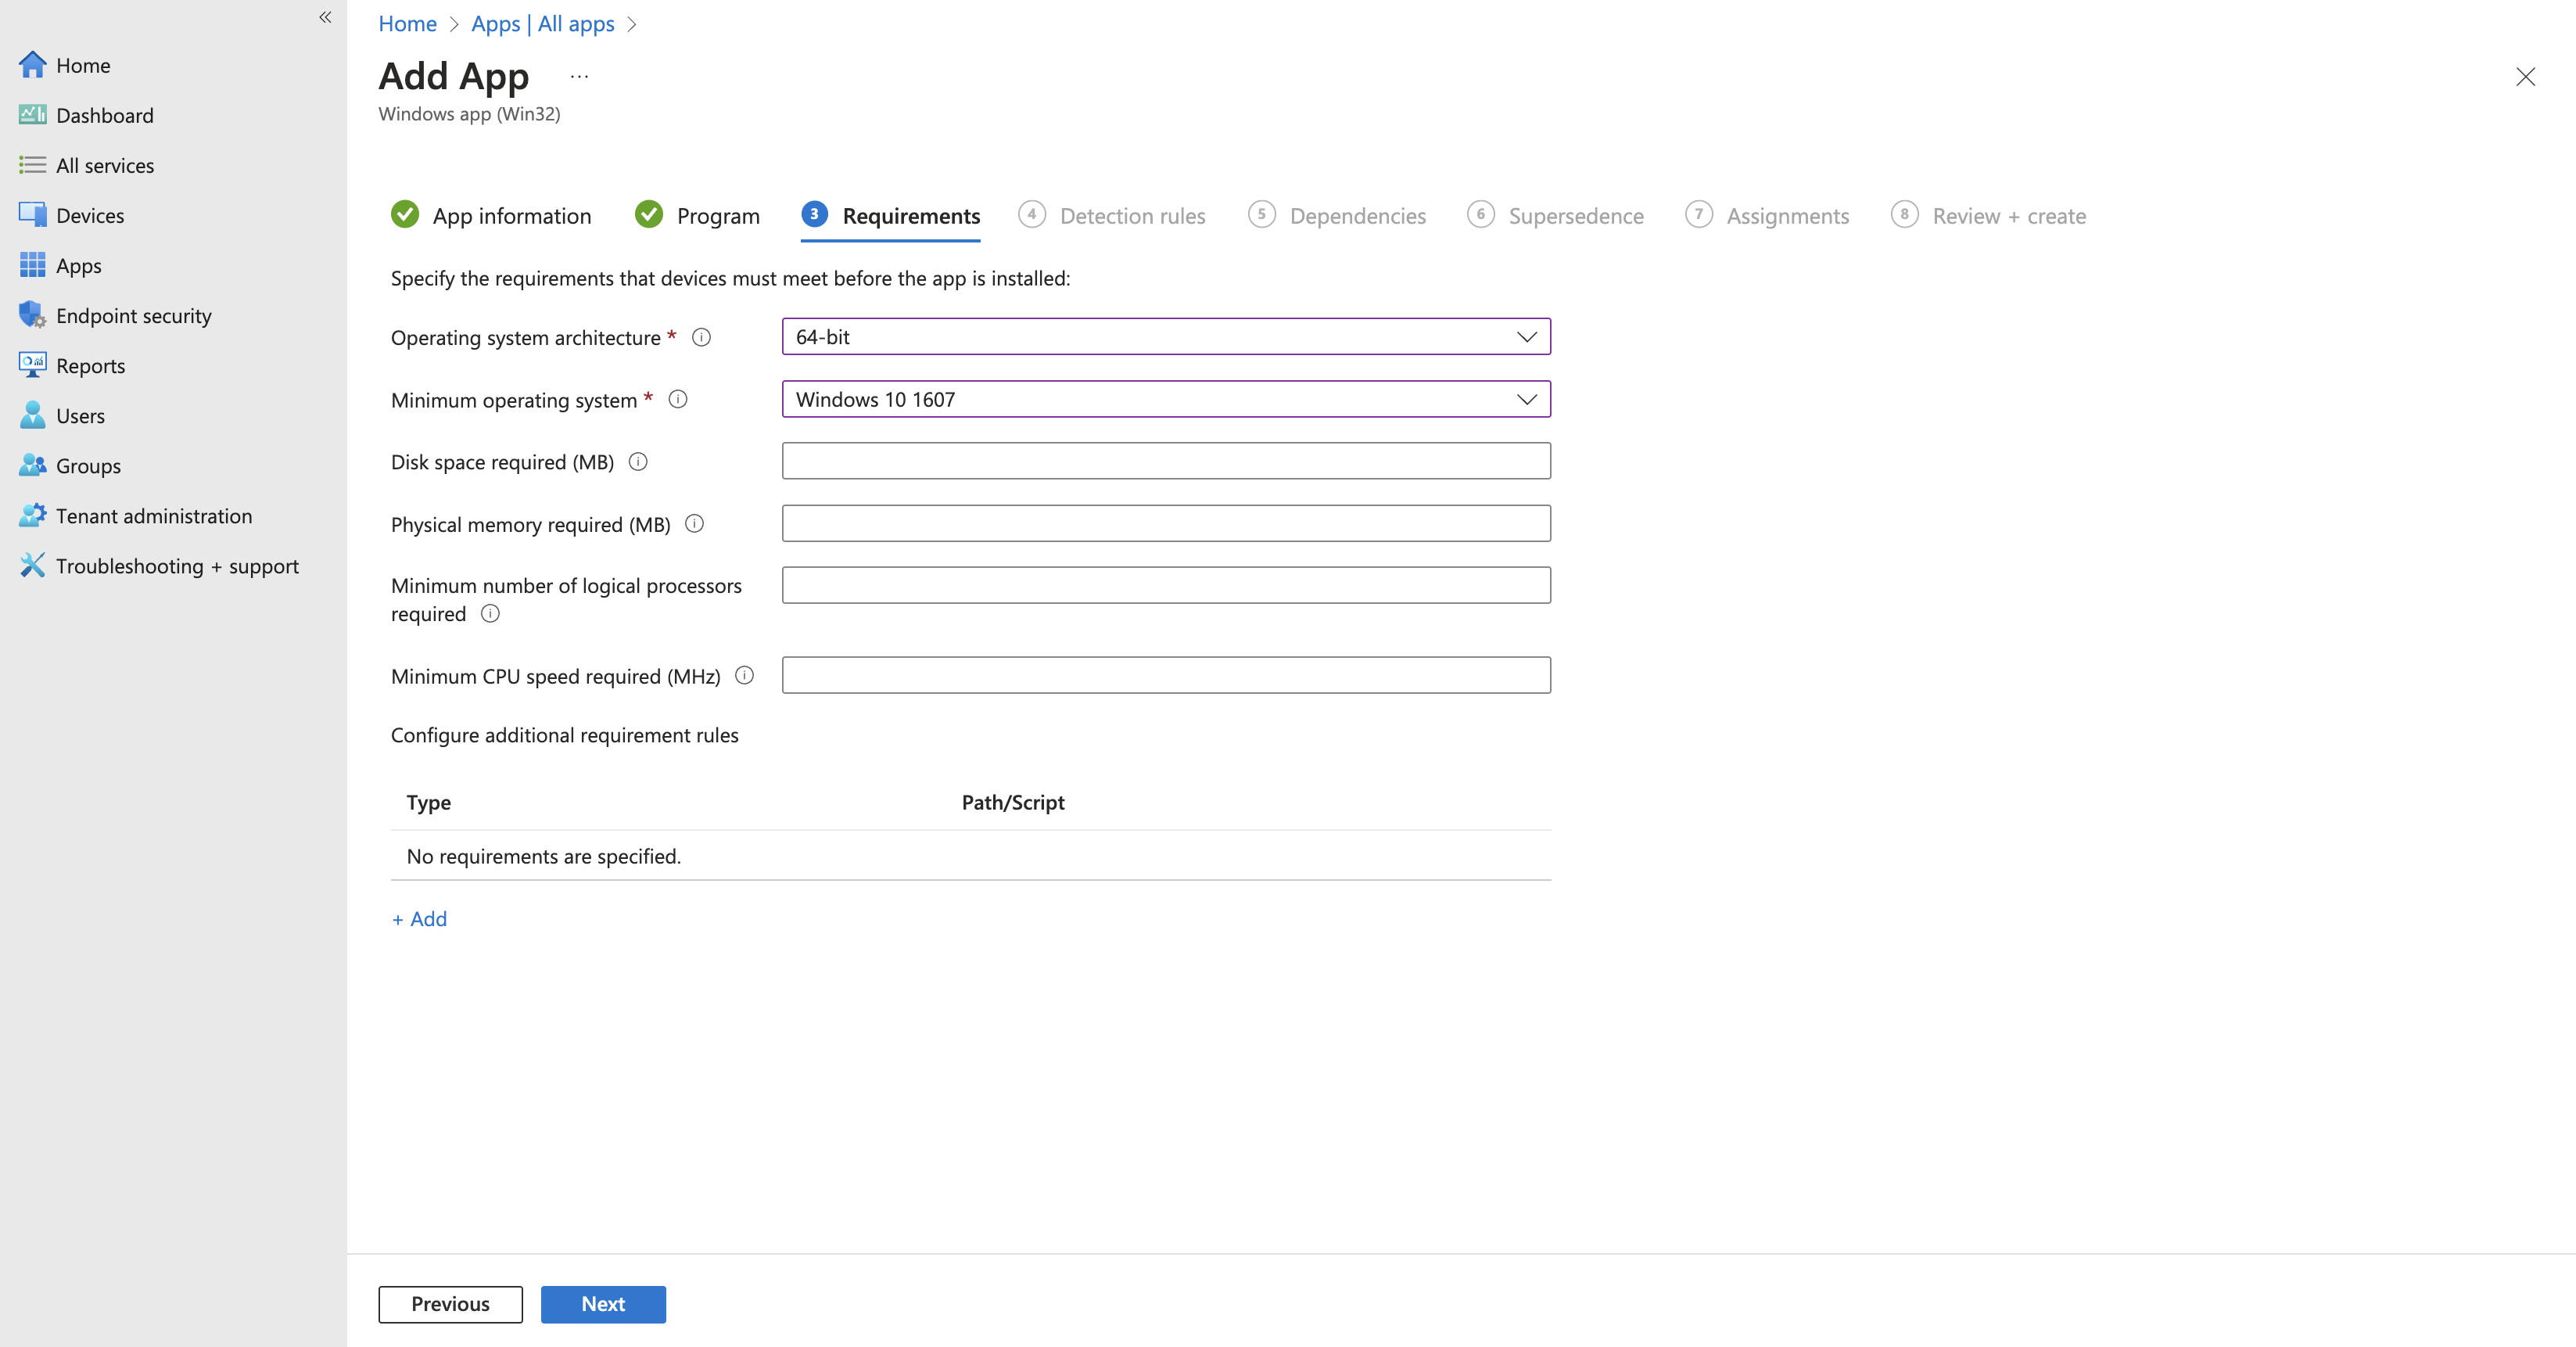 Home
Dashboard
All services
Devices
Apps
Endpoint security
Reports
Users
Groups
Tenant administration
Troubleshooting + support
Home > Apps | All apps >
Add App ...
Windows app (Win32)
App information Program 3 Requirements 4 Detection rules 5 Dependencies 6 Supersedence 7 Assignments 8 Review + create
Specify the requirements that devices must meet before the app is installed:
Operating system architecture * 64-bit
Minimum operating system * Windows 10 1607
Disk space required (MB)
Physical memory required (MB)
Minimum number of logical processors
required
Minimum CPU speed required (MHz)
Configure additional requirement rules
Type Path/Script
No requirements are specified.
+ Add
Previous Next